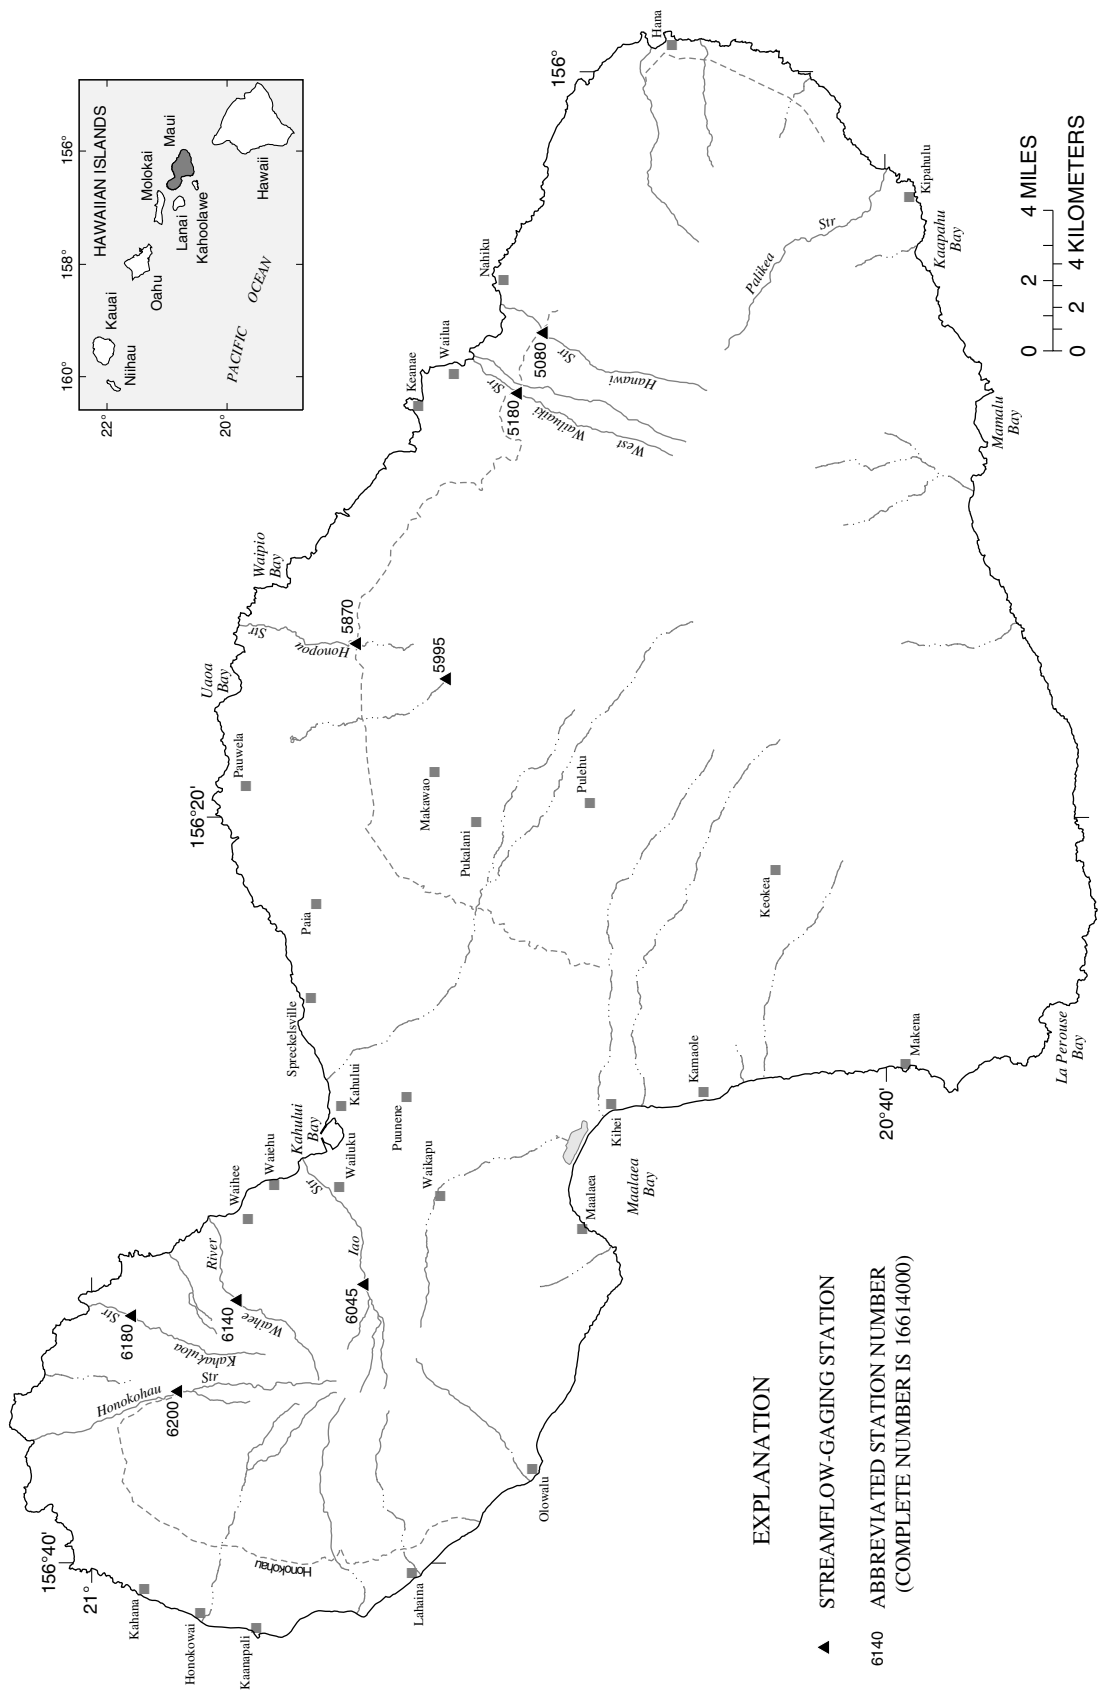 HAWAIIAN ISLANDS
160°
158°
156°
22°
20°
Niihau
Kauai
Oahu
Molokai
Lanai
Kahoolawe
Maui
Hawaii
PACIFIC OCEAN
156°40'
21°
156°20'
156°
20°40'
Kahana
Honokowai
Kaanapali
Lahaina
Olowalu
Honokohau
Honokohau Str
6200
Kahakuloa Str
6180
Waihee River
6140
Iao Str
6045
Waihee
Waiehu
Kahului
Bay
Wailuku
Kahului
Waikapu
Puunene
Maalaea
Maalaea
Bay
Kihei
Kamaole
Makena
La Perouse
Bay
Keokea
Spreckelsville
Paia
Pauwela
Makawao
Pukalani
Pulehu
Uaoa
Bay
Waipio
Bay
Honopou Str
5870
5995
Keanae
Wailua
Nahiku
West Wailuaiki Str
5180
Hanawi Str
5080
Hana
Palikea Str
Kipahulu
Kaapahu
Bay
Mamalu
Bay
0 2 4 MILES
0 2 4 KILOMETERS
EXPLANATION
STREAMFLOW-GAGING STATION
6140 ABBREVIATED STATION NUMBER
(COMPLETE NUMBER IS 16614000)